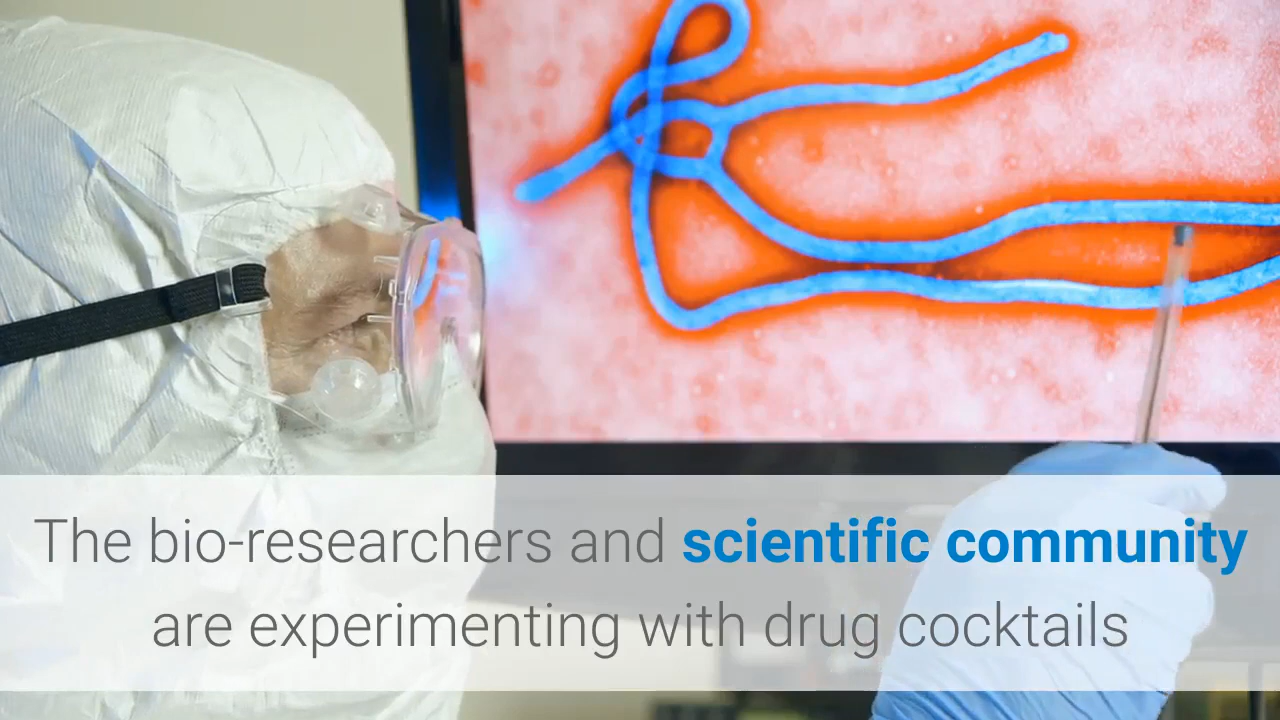 The bio-researchers and scientific community
are experimenting with drug cocktails